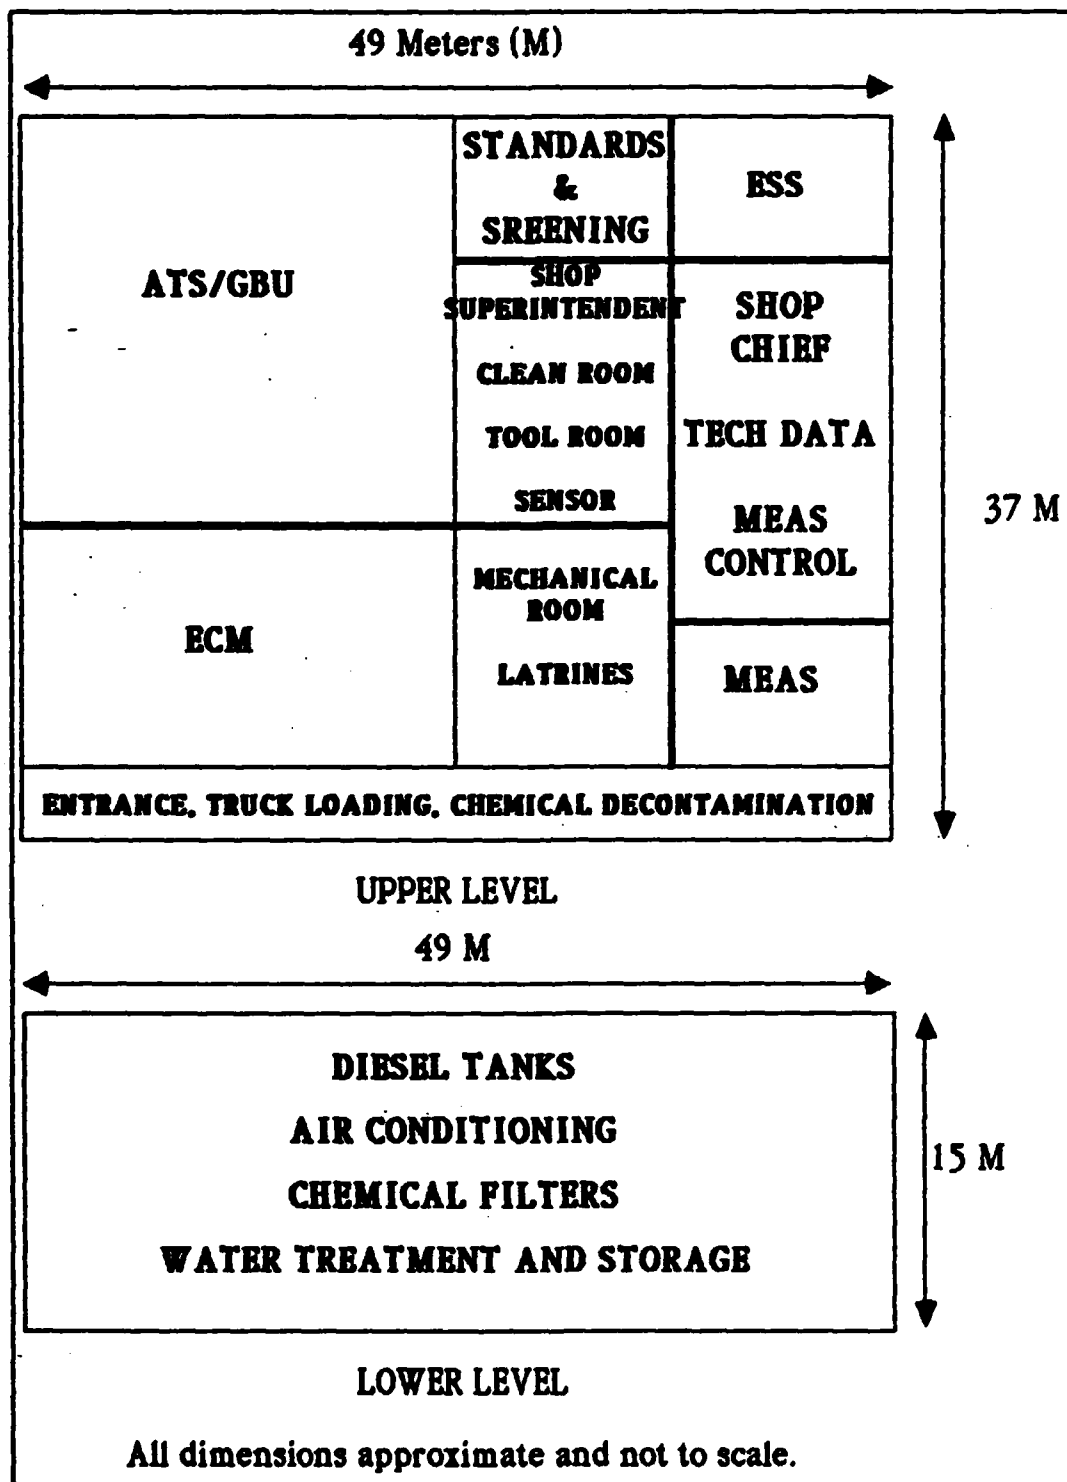 49 Meters (M)
ATS/GBU
STANDARDS
&
SREENING
ESS
SHOP
SUPERINTENDENT
CLEAN ROOM
TOOL ROOM
SENSOR
SHOP
CHIEF
TECH DATA
MEAS
CONTROL
37 M
ECM
MECHANICAL
ROOM
LATRINES
MEAS
ENTRANCE, TRUCK LOADING, CHEMICAL DECONTAMINATION
UPPER LEVEL
49 M
DIESEL TANKS
AIR CONDITIONING
CHEMICAL FILTERS
WATER TREATMENT AND STORAGE
15 M
LOWER LEVEL
All dimensions approximate and not to scale.